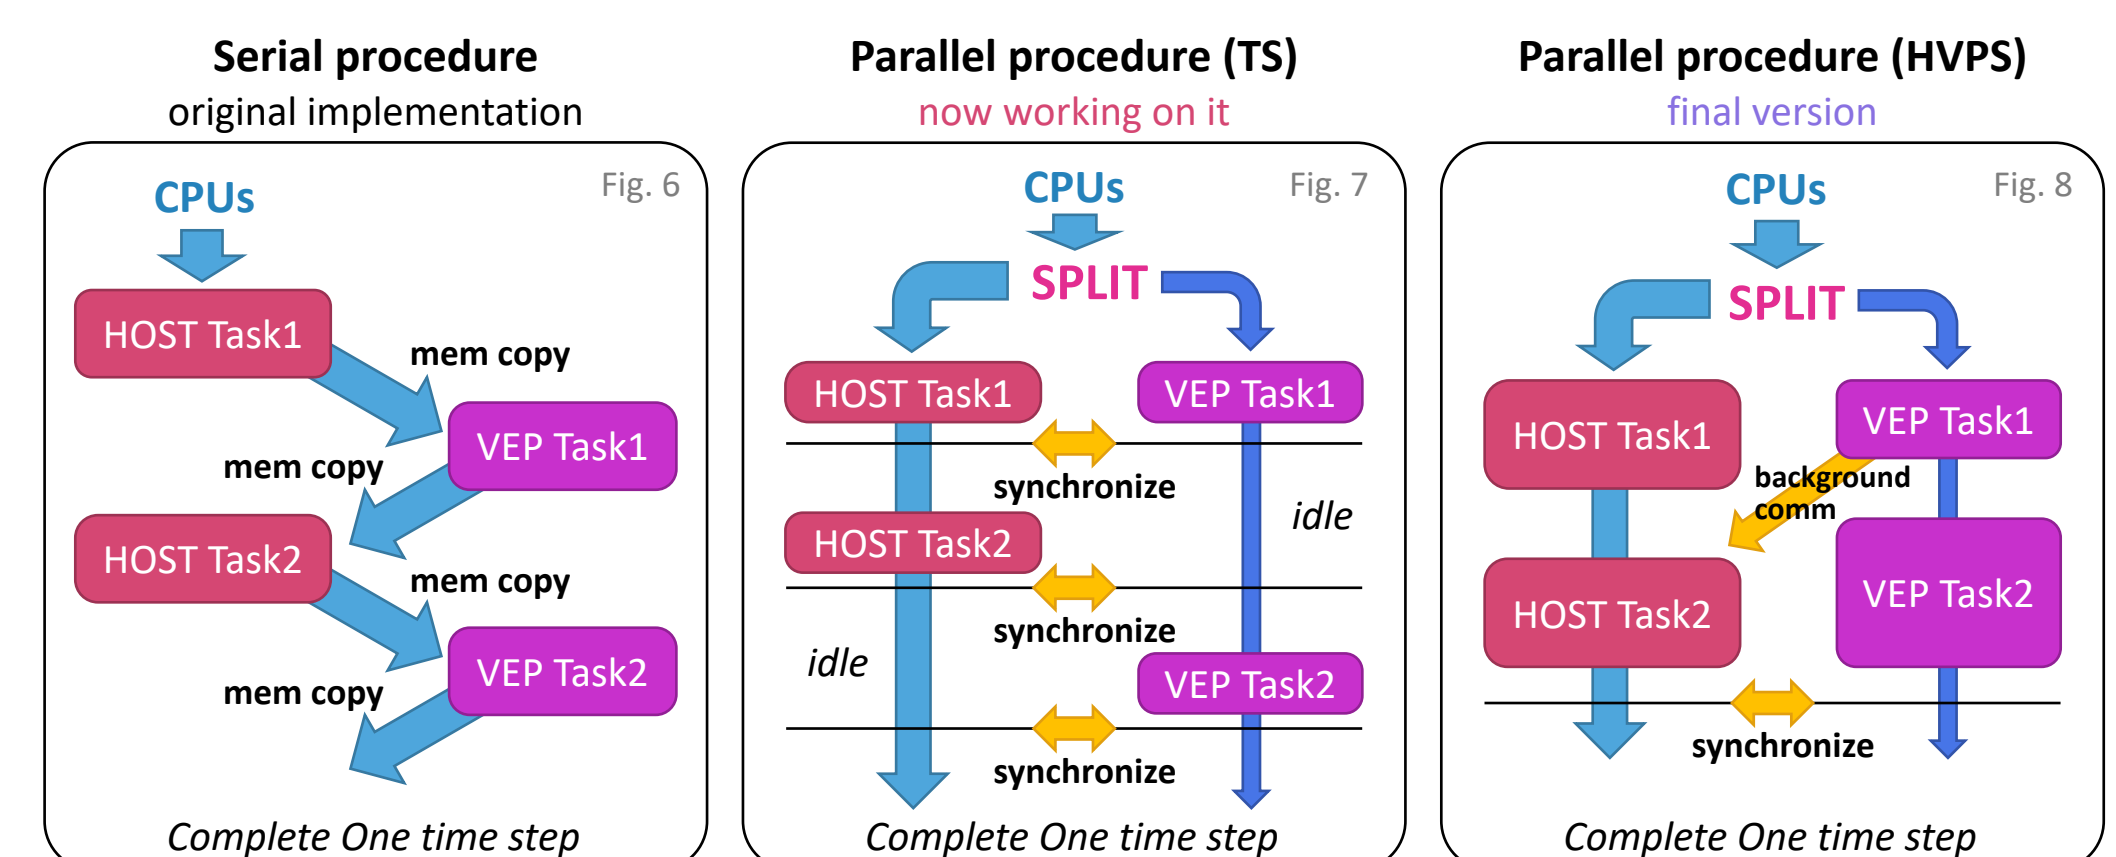 Serial procedure
original implementation
Fig. 6
CPUs
HOST Task1
mem copy
VEP Task1
mem copy
HOST Task2
mem copy
VEP Task2
mem copy
Complete One time step
Parallel procedure (TS)
now working on it
Fig. 7
CPUs
SPLIT
HOST Task1
VEP Task1
synchronize
idle
HOST Task2
synchronize
idle
VEP Task2
synchronize
Complete One time step
Parallel procedure (HVPS)
final version
Fig. 8
CPUs
SPLIT
HOST Task1
VEP Task1
background
comm
VEP Task2
HOST Task2
synchronize
Complete One time step